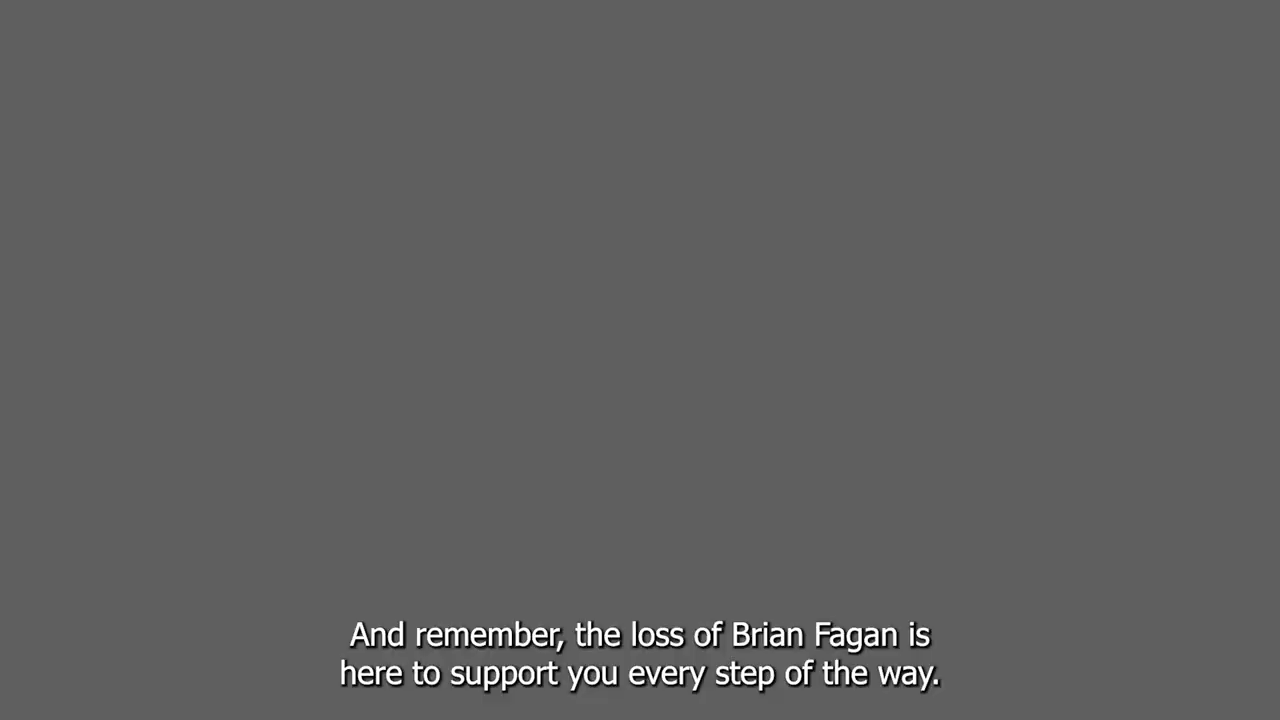 And remember, the loss of Brian Fagan is
here to support you every step of the way.